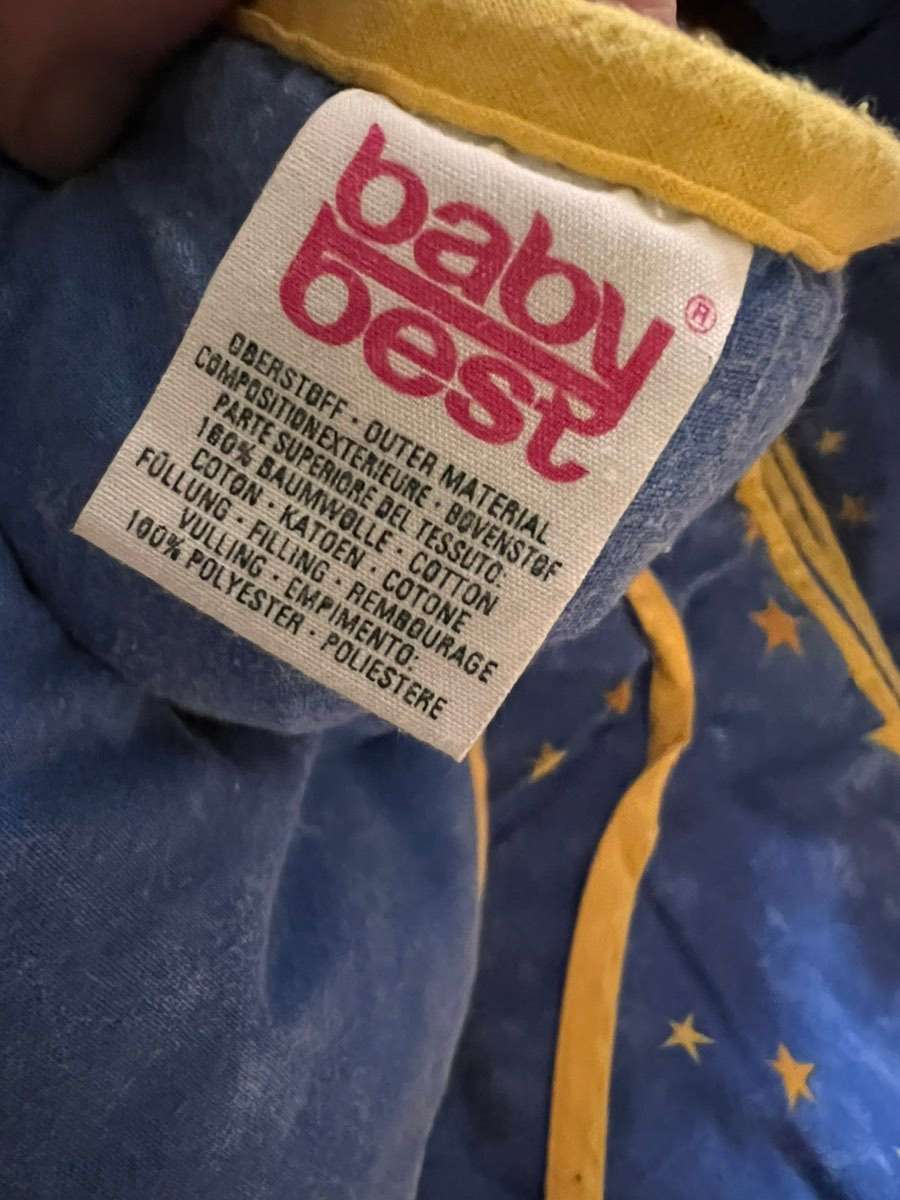 baby
best
®
OBERSTOFF · OUTER MATERIAL
COMPOSITIONEXTERIEURE · BOVENSTOF
PARTE SUPERIORE DEL TESSUTO:
100% BAUMWOLLE · COTTON
COTON · KATOEN · COTONE
FÜLLUNG · FILLING · REMBOURAGE
VULLING · EMPIMENTO:
100% POLYESTER · POLIESTERE